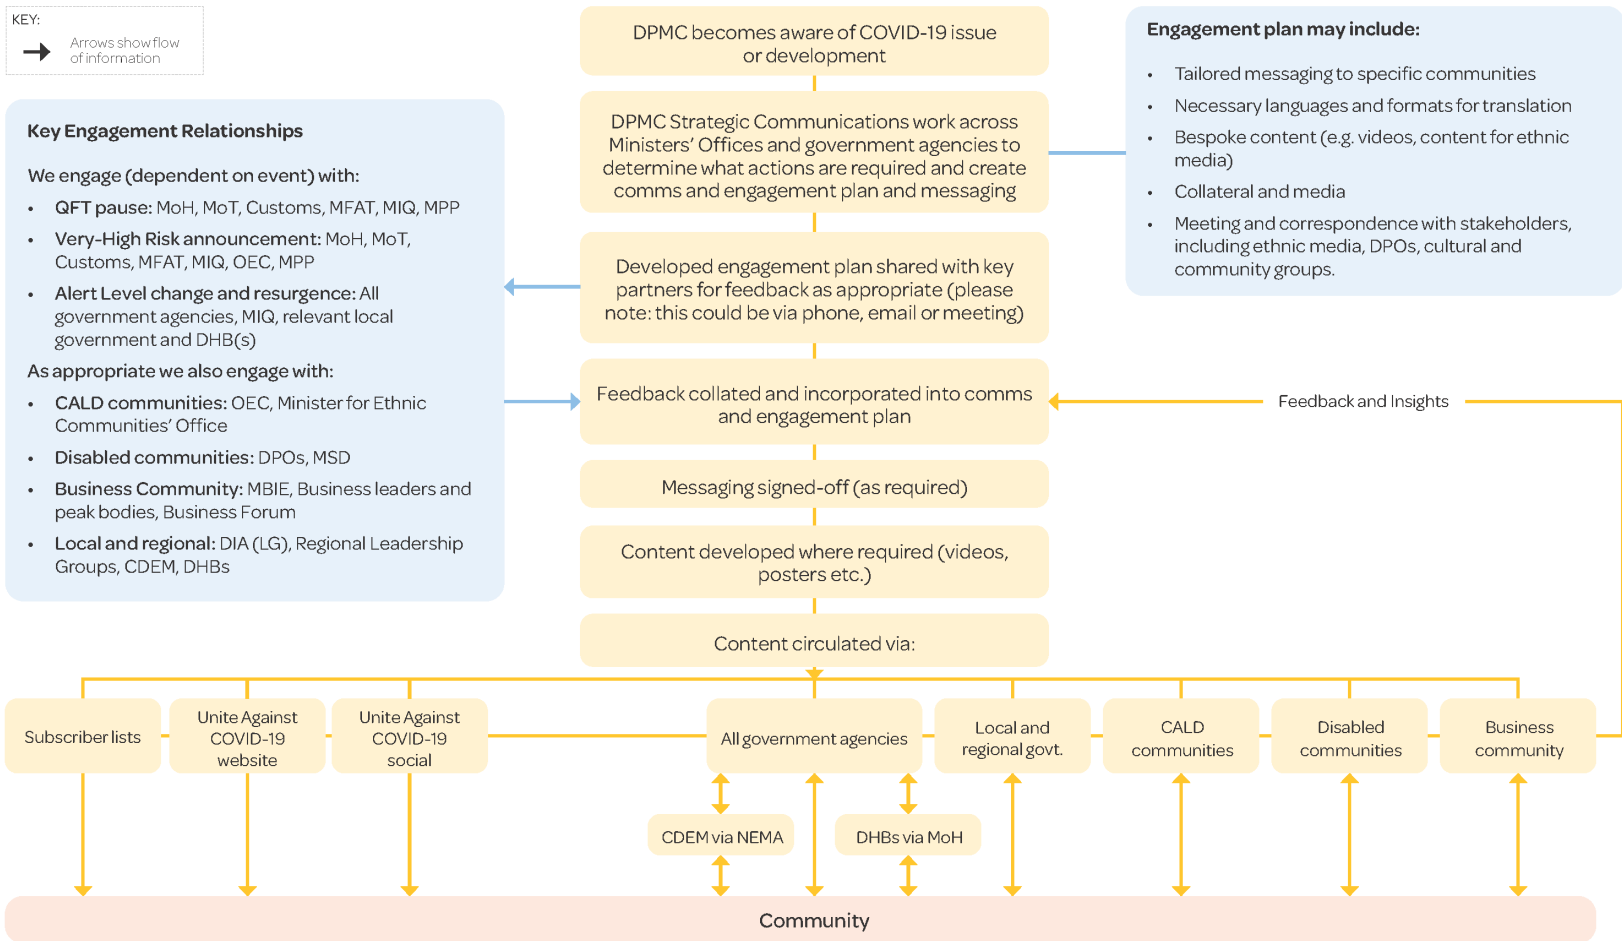 KEY:
Arrows show flow
of information
DPMC becomes aware of COVID-19 issue
or development
DPMC Strategic Communications work across
Ministers’ Offices and government agencies to
determine what actions are required and create
comms and engagement plan and messaging
Engagement plan may include:
• Tailored messaging to specific communities
• Necessary languages and formats for translation
• Bespoke content (e.g. videos, content for ethnic
media)
• Collateral and media
• Meeting and correspondence with stakeholders,
including ethnic media, DPOs, cultural and
community groups.
Key Engagement Relationships
We engage (dependent on event) with:
• QFT pause: MoH, MoT, Customs, MFAT, MIQ, MPP
• Very-High Risk announcement: MoH, MoT,
Customs, MFAT, MIQ, OEC, MPP
• Alert Level change and resurgence: All
government agencies, MIQ, relevant local
government and DHB(s)
As appropriate we also engage with:
• CALD communities: OEC, Minister for Ethnic
Communities’ Office
• Disabled communities: DPOs, MSD
• Business Community: MBIE, Business leaders and
peak bodies, Business Forum
• Local and regional: DIA (LG), Regional Leadership
Groups, CDEM, DHBs
Developed engagement plan shared with key
partners for feedback as appropriate (please
note: this could be via phone, email or meeting)
Feedback collated and incorporated into comms
and engagement plan
Feedback and Insights
Messaging signed-off (as required)
Content developed where required (videos,
posters etc.)
Content circulated via:
Subscriber lists
Unite Against
COVID-19
website
Unite Against
COVID-19
social
All government agencies
Local and
regional govt.
CALD
communities
Disabled
communities
Business
community
CDEM via NEMA
DHBs via MoH
Community